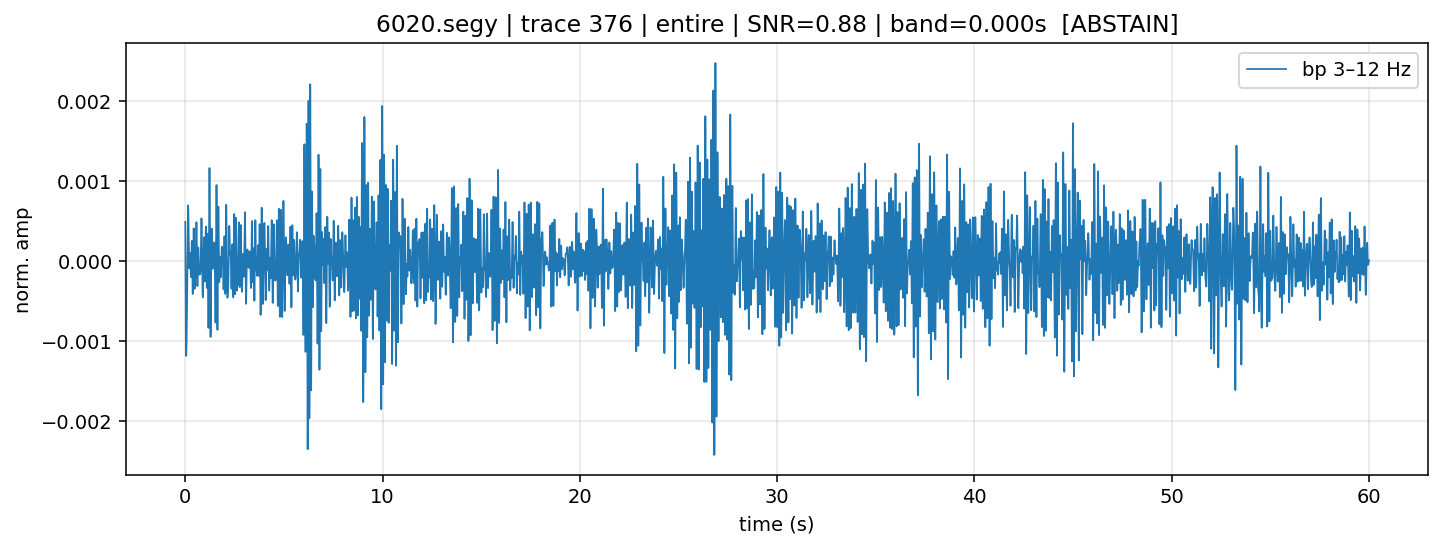 6020.segy | trace 376 | entire | SNR=0.88 | band=0.000s  [ABSTAIN]
bp 3–12 Hz
norm. amp
0.002
0.001
0.000
−0.001
−0.002
0 10 20 30 40 50 60
time (s)